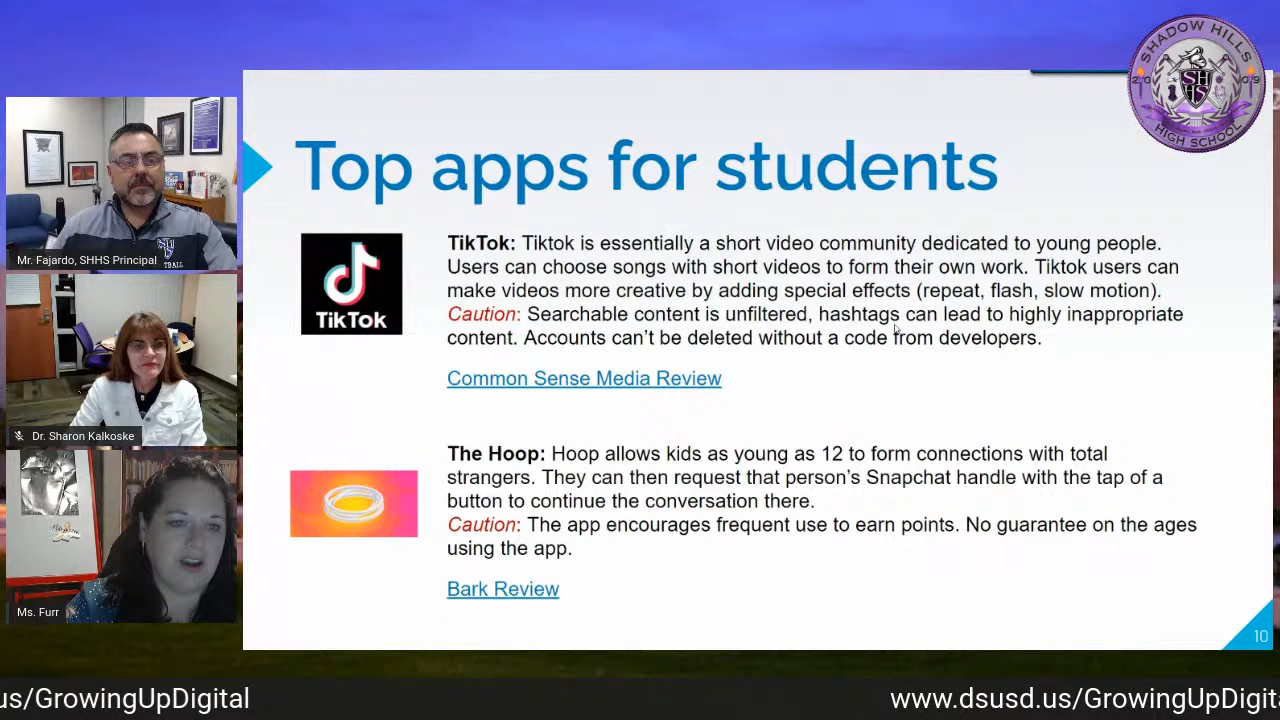 SHADOW HILLS
2009
SH
HS
HIGH SCHOOL
Top apps for students
TikTok
TikTok: Tiktok is essentially a short video community dedicated to young people.
Users can choose songs with short videos to form their own work. Tiktok users can
make videos more creative by adding special effects (repeat, flash, slow motion).
Caution: Searchable content is unfiltered, hashtags can lead to highly inappropriate
content. Accounts can’t be deleted without a code from developers.
Common Sense Media Review
The Hoop: Hoop allows kids as young as 12 to form connections with total
strangers. They can then request that person’s Snapchat handle with the tap of a
button to continue the conversation there.
Caution: The app encourages frequent use to earn points. No guarantee on the ages
using the app.
Bark Review
10
Mr. Fajardo, SHHS Principal
Dr. Sharon Kalkoske
Ms. Furr
us/GrowingUpDigital
www.dsusd.us/GrowingUpDigita